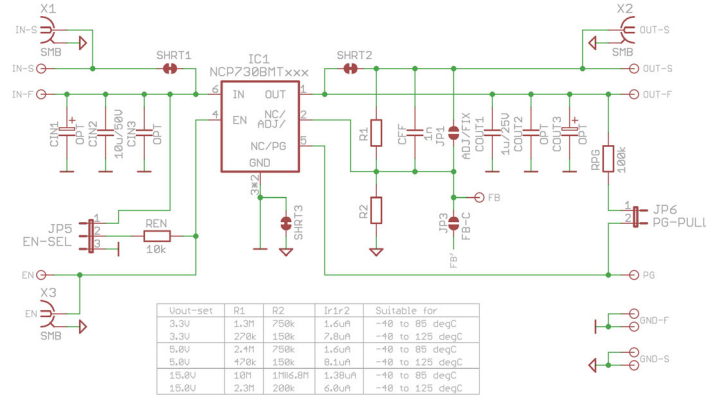 X1
X2
IN-S
SMB
SHRT1
IC1
NCP730BMTxxx
SHRT2
OUT-S
SMB
IN-S
OUT-S
IN-F
6 IN OUT 1
OUT-F
CIN1
OPT
CIN2
10u/50V
CIN3
OPT
4 EN NC/ADJ/ 2
NC/PG 5
GND
3*2
R1
CFF
1n
JP1
ADJ/FIX
COUT1
1u/25V
COUT2
OPT
COUT3
OPT
RPG
100k
R2
FB
JP3
FB-C
FB'
SHRT3
JP5
EN-SEL
1
2
3
REN
10k
1
2
JP6
PG-PULL
EN
PG
X3
EN
SMB
GND-F
GND-S
Vout-set R1 R2 Ir1r2 Suitable for
3.3V 1.3M 750k 1.6uA -40 to 85 degC
3.3V 270k 150k 7.8uA -40 to 125 degC
5.0V 2.4M 750k 1.6uA -40 to 85 degC
5.0V 470k 150k 8.1uA -40 to 125 degC
15.0V 10M 1M||6.8M 1.38uA -40 to 85 degC
15.0V 2.3M 200k 6.0uA -40 to 125 degC